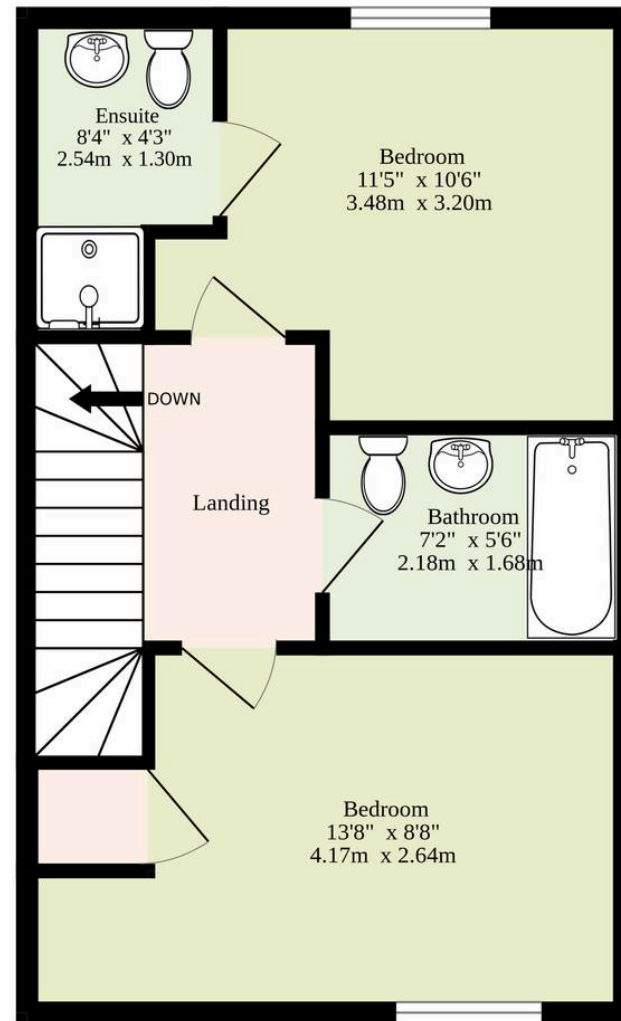 Ensuite
8'4" x 4'3"
2.54m x 1.30m
Bedroom
11'5" x 10'6"
3.48m x 3.20m
DOWN
Landing
Bathroom
7'2" x 5'6"
2.18m x 1.68m
Bedroom
13'8" x 8'8"
4.17m x 2.64m